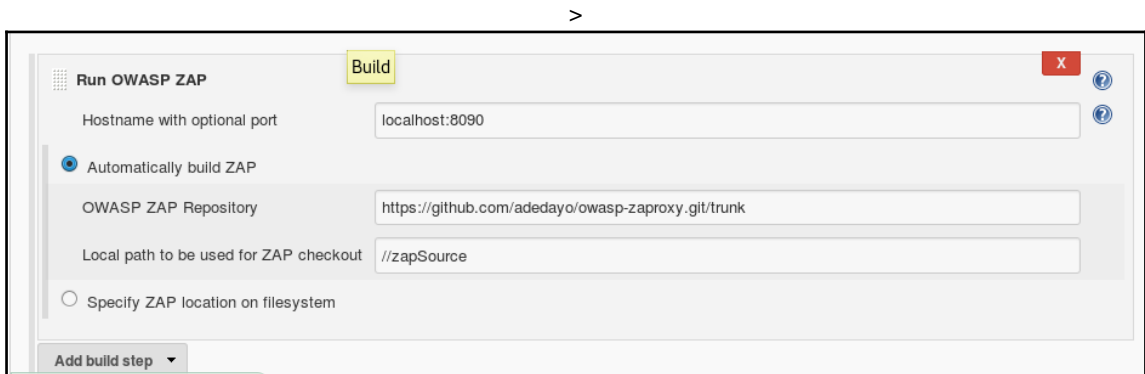 >
Build
X
Run OWASP ZAP
?
Hostname with optional port localhost:8090
?
Automatically build ZAP
OWASP ZAP Repository https://github.com/adedayo/owasp-zaproxy.git/trunk
Local path to be used for ZAP checkout //zapSource
Specify ZAP location on filesystem
Add build step